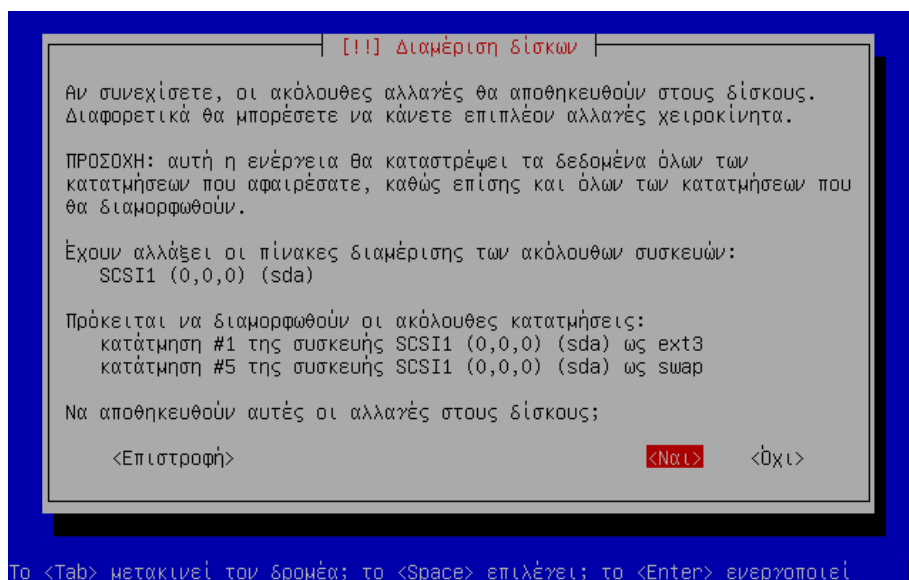 [!!] Διαμέριση δίσκων
Αν συνεχίσετε, οι ακόλουθες αλλαγές θα αποθηκευθούν στους δίσκους.
Διαφορετικά θα μπορέσετε να κάνετε επιπλέον αλλαγές χειροκίνητα.
ΠΡΟΣΟΧΗ: αυτή η ενέργεια θα καταστρέψει τα δεδομένα όλων των
κατατμήσεων που αφαιρέσατε, καθώς επίσης και όλων των κατατμήσεων που
θα διαμορφωθούν.
Έχουν αλλάξει οι πίνακες διαμέρισης των ακόλουθων συσκευών:
SCSI1 (0,0,0) (sda)
Πρόκειται να διαμορφωθούν οι ακόλουθες κατατμήσεις:
κατάτμηση #1 της συσκευής SCSI1 (0,0,0) (sda) ως ext3
κατάτμηση #5 της συσκευής SCSI1 (0,0,0) (sda) ως swap
Να αποθηκευθούν αυτές οι αλλαγές στους δίσκους;
<Επιστροφή> <Ναι> <Όχι>
Το <Tab> μετακινεί τον δρομέα; το <Space> επιλέγει; το <Enter> ενεργοποιεί